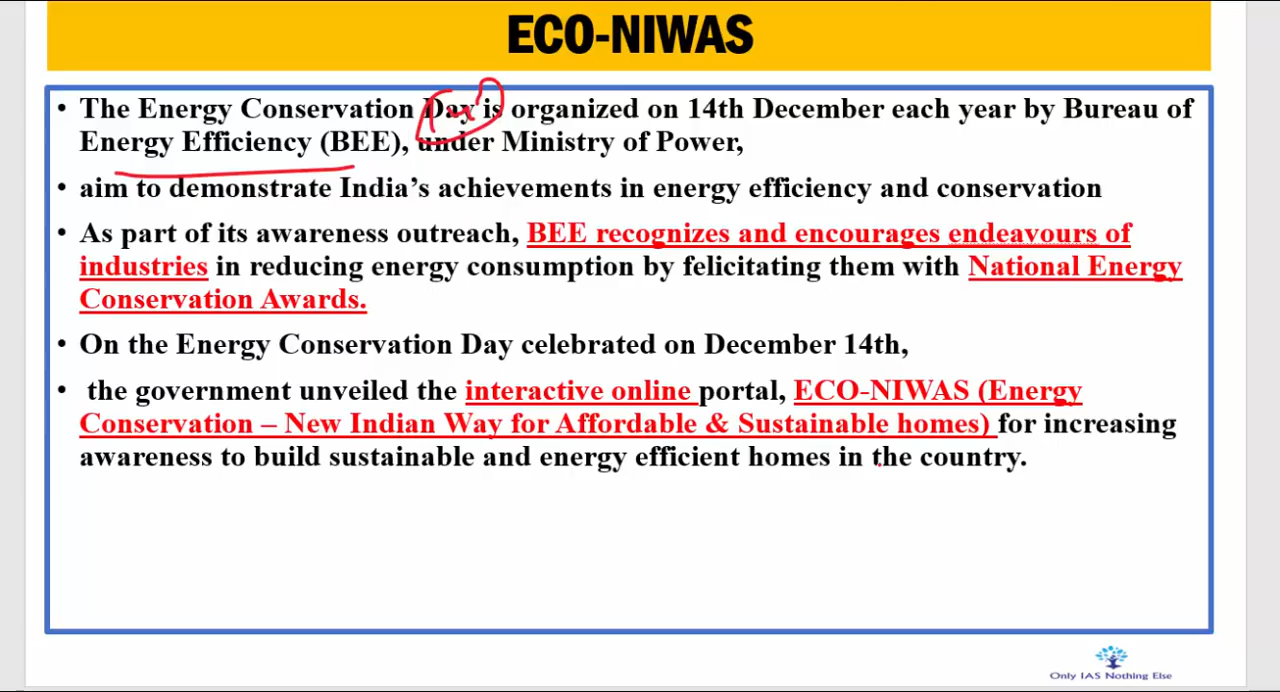 ECO-NIWAS
• The Energy Conservation Day is organized on 14th December each year by Bureau of
Energy Efficiency (BEE), under Ministry of Power,
• aim to demonstrate India’s achievements in energy efficiency and conservation
• As part of its awareness outreach, BEE recognizes and encourages endeavours of
industries in reducing energy consumption by felicitating them with National Energy
Conservation Awards.
• On the Energy Conservation Day celebrated on December 14th,
• the government unveiled the interactive online portal, ECO-NIWAS (Energy
Conservation – New Indian Way for Affordable & Sustainable homes) for increasing
awareness to build sustainable and energy efficient homes in the country.
Only IAS Nothing Else